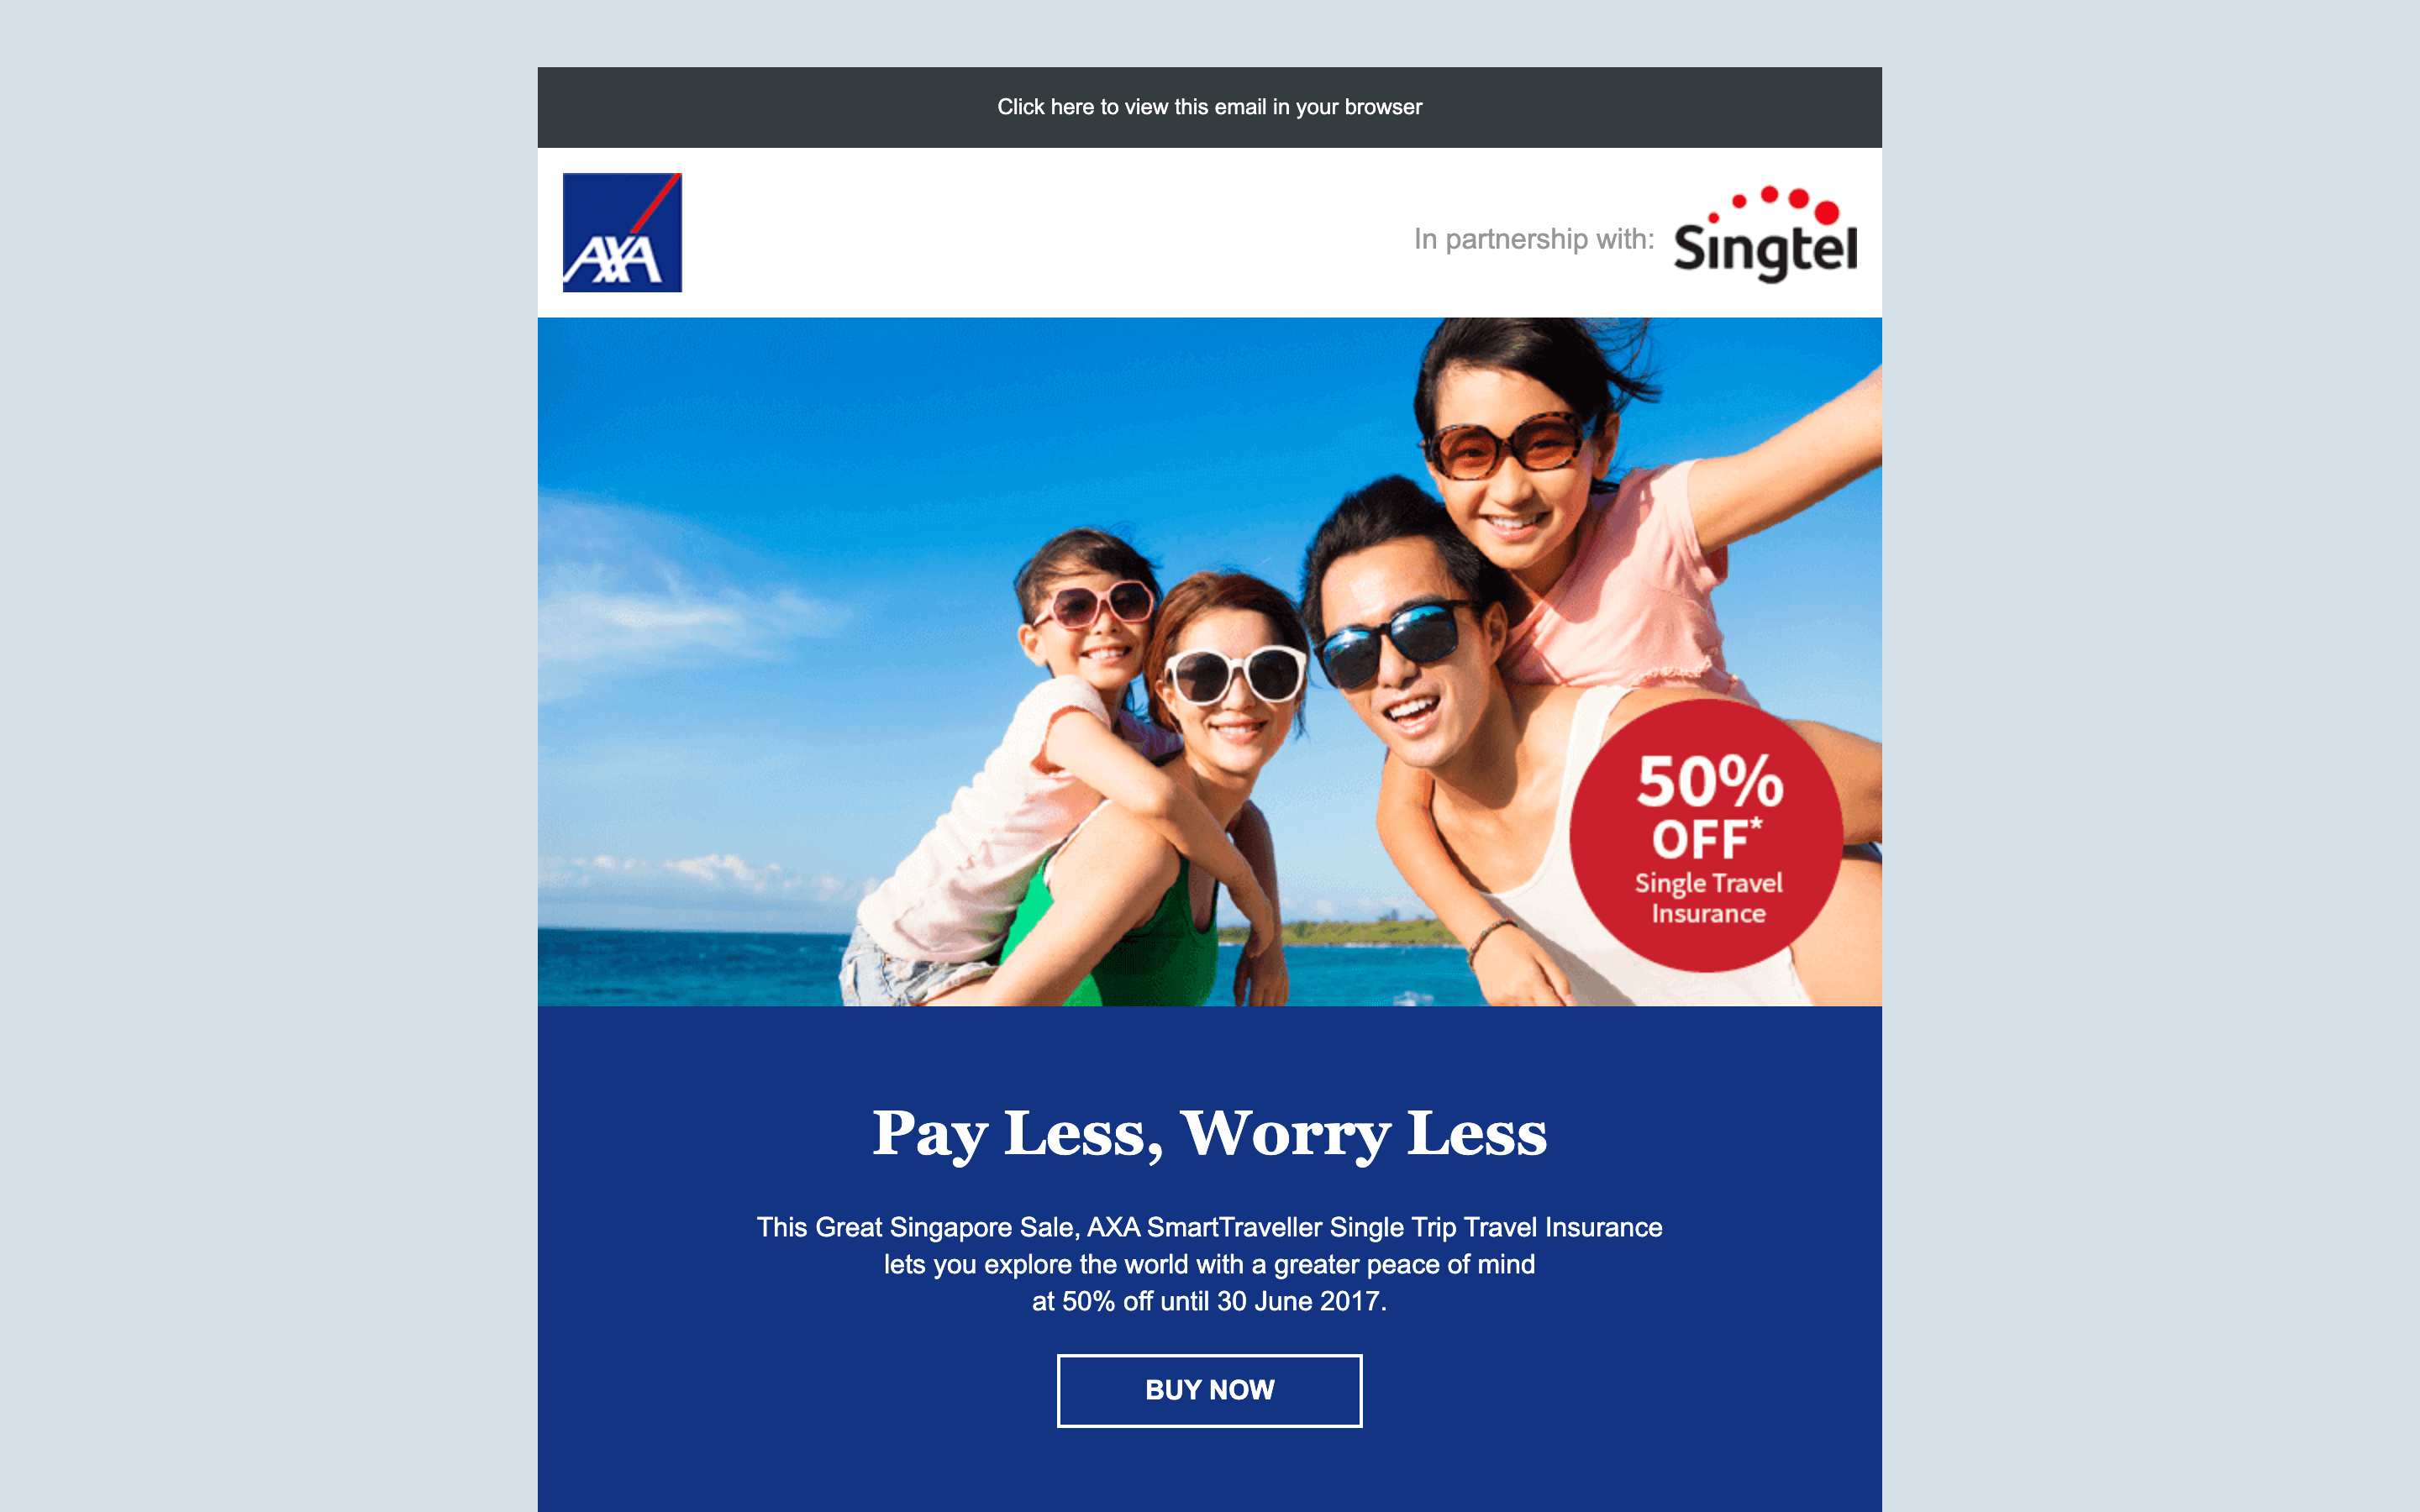 Click here to view this email in your browser
AXA
In partnership with:
Singtel
50%
OFF*
Single Travel
Insurance
Pay Less, Worry Less
This Great Singapore Sale, AXA SmartTraveller Single Trip Travel Insurance
lets you explore the world with a greater peace of mind
at 50% off until 30 June 2017.
BUY NOW